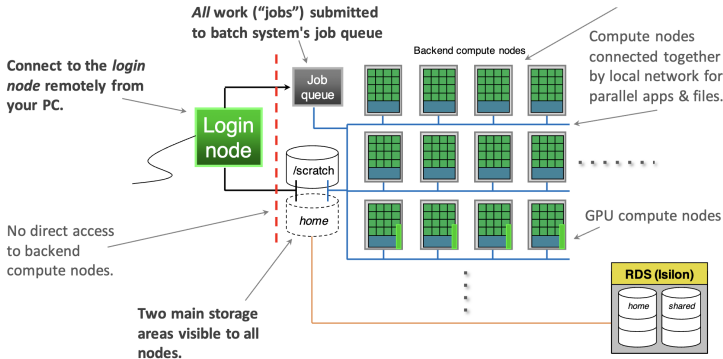 All work (“jobs”) submitted
to batch system's job queue
Backend compute nodes
Compute nodes
connected together
by local network for
parallel apps & files.
Connect to the login
node remotely from
your PC.
Job
queue
Login
node
/scratch
home
No direct access
to backend
compute nodes.
GPU compute nodes
Two main storage
areas visible to all
nodes.
RDS (Isilon)
home
shared